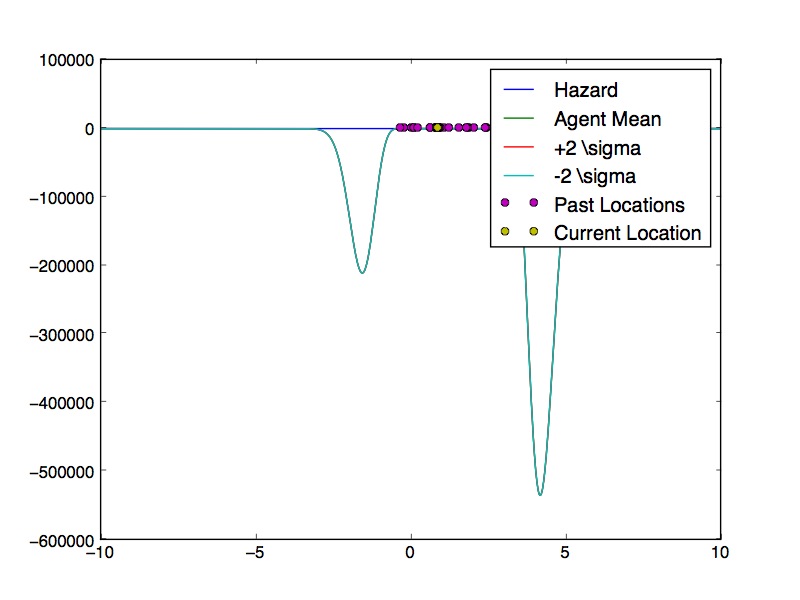 100000
0
−100000
−200000
−300000
−400000
−500000
−600000
−10
−5
0
5
10
Hazard
Agent Mean
+2 \sigma
-2 \sigma
Past Locations
Current Location